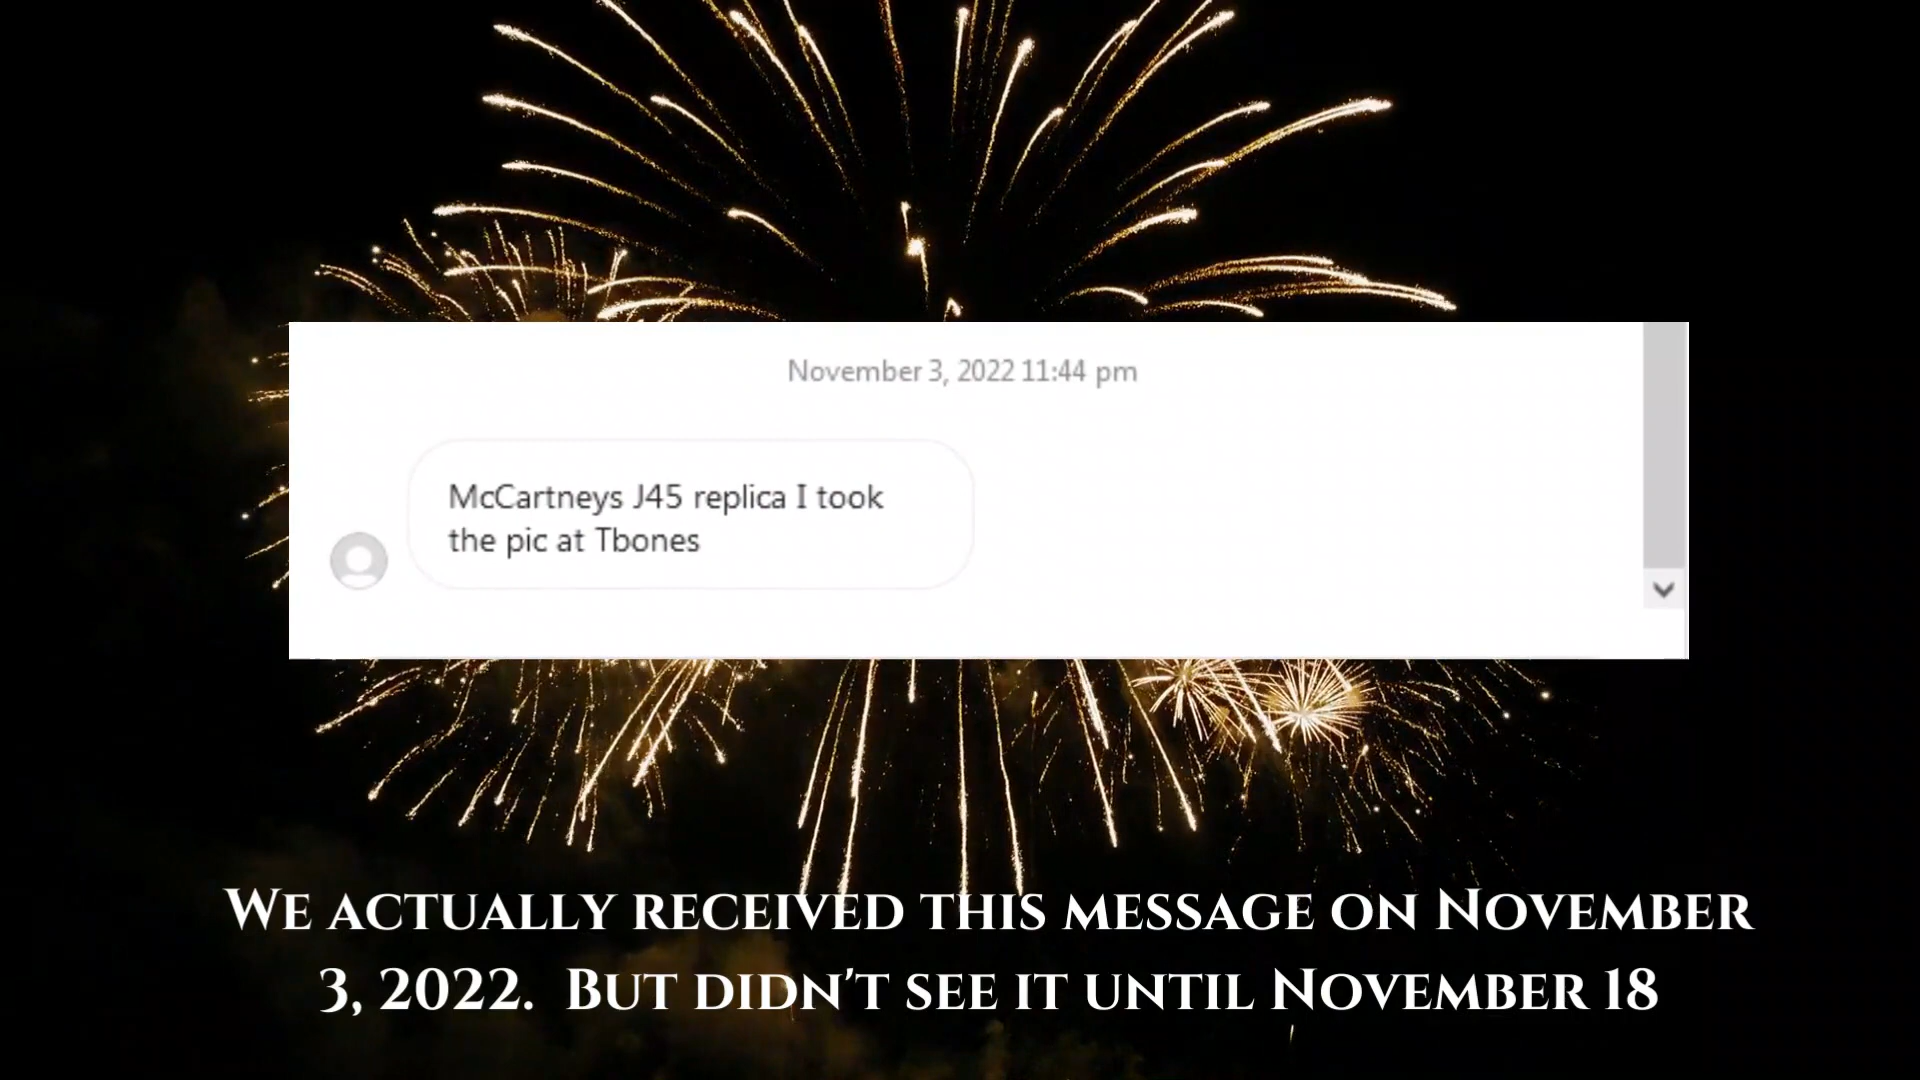 November 3, 2022 11:44 pm
McCartneys J45 replica I took
the pic at Tbones
We actually received this message on November
3, 2022.  But didn't see it until November 18